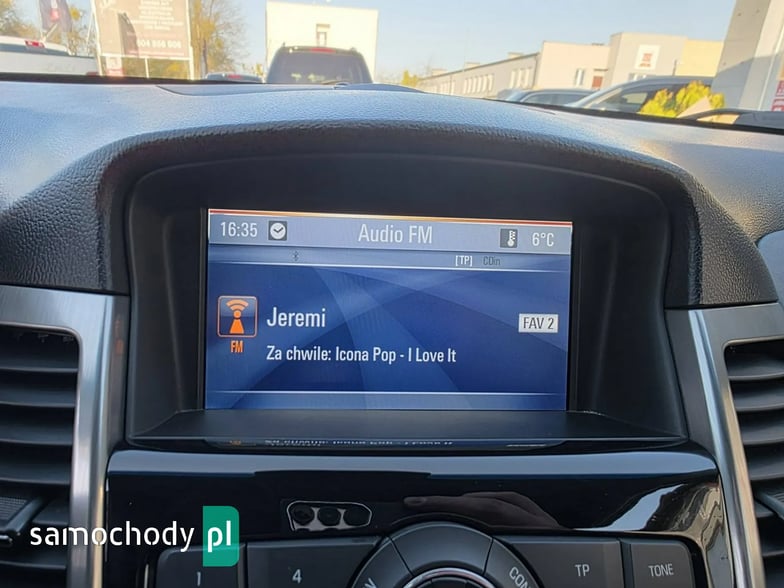 16:35 Audio FM 6°C
[TP] CDin
Jeremi
FAV 2
FM
Za chwile: Icona Pop - I Love It
samochody pl
1 4 TP TONE